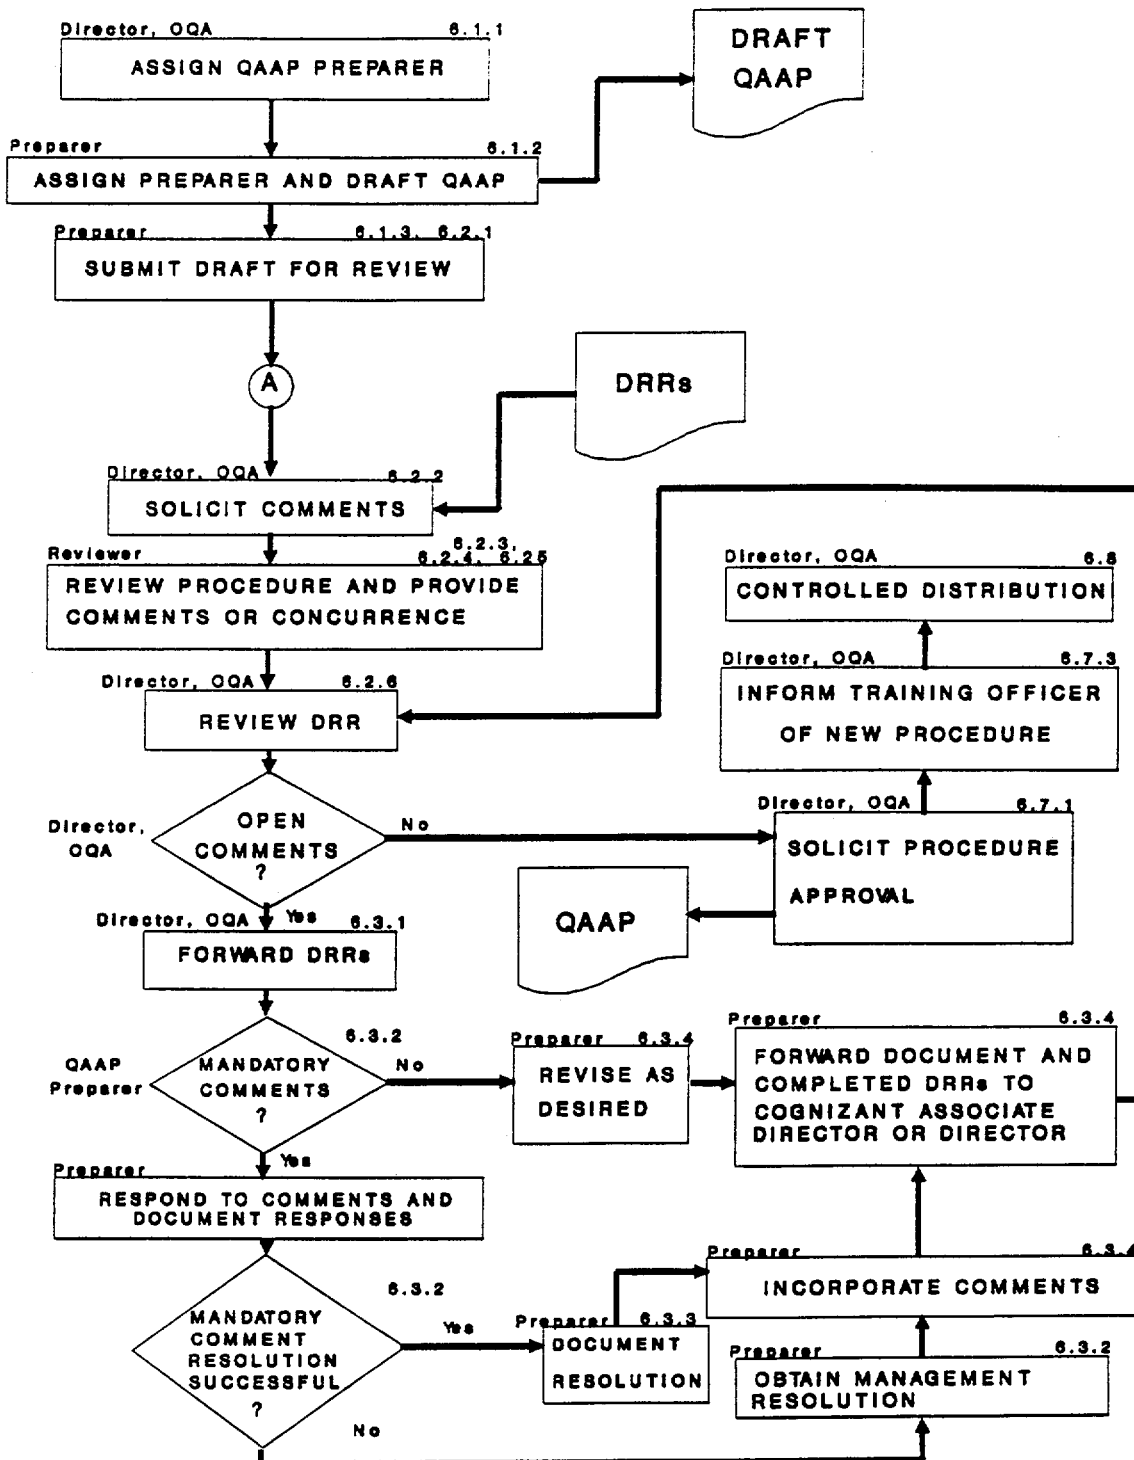 Director, OQA 6.1.1
ASSIGN QAAP PREPARER
DRAFT
QAAP
Preparer 6.1.2
ASSIGN PREPARER AND DRAFT QAAP
Preparer 6.1.3, 6.2.1
SUBMIT DRAFT FOR REVIEW
A
DRRs
Director, OQA 6.2.2
SOLICIT COMMENTS
Reviewer 6.2.3,
6.2.4, 6.25
REVIEW PROCEDURE AND PROVIDE
COMMENTS OR CONCURRENCE
Director, OQA 6.8
CONTROLLED DISTRIBUTION
Director, OQA 6.7.3
INFORM TRAINING OFFICER
OF NEW PROCEDURE
Director, OQA 6.2.6
REVIEW DRR
Director,
OQA
OPEN
COMMENTS
?
No
Director, OQA 6.7.1
SOLICIT PROCEDURE
APPROVAL
QAAP
Yes
Director, OQA 6.3.1
FORWARD DRRs
QAAP
Preparer
6.3.2
MANDATORY
COMMENTS
?
No
Preparer 6.3.4
REVISE AS
DESIRED
Preparer 6.3.4
FORWARD DOCUMENT AND
COMPLETED DRRs TO
COGNIZANT ASSOCIATE
DIRECTOR OR DIRECTOR
Yes
Preparer
RESPOND TO COMMENTS AND
DOCUMENT RESPONSES
Preparer 6.3.4
INCORPORATE COMMENTS
6.3.2
MANDATORY
COMMENT
RESOLUTION
SUCCESSFUL
?
Yes
Preparer 6.3.3
DOCUMENT
RESOLUTION
Preparer 6.3.2
OBTAIN MANAGEMENT
RESOLUTION
No